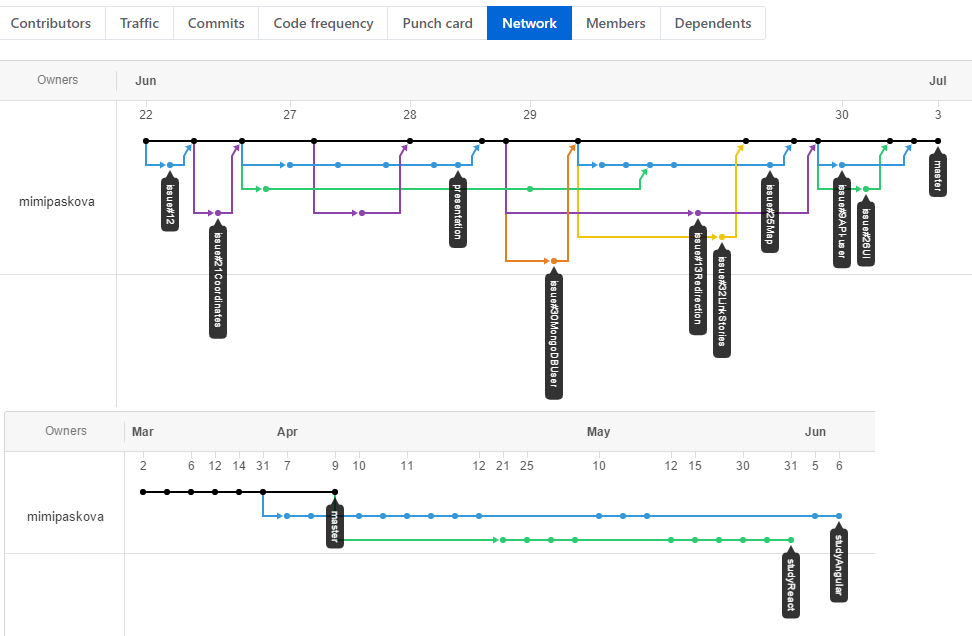 Contributors Traffic Commits Code frequency Punch card Network Members Dependents
Owners Jun Jul
22 27 28 29 30 3
mimipaskova
issue#12
issue#21Coordinates
presentation
issue#30MongoDBUser
issue#13Redirection
issue#32LinkStories
issue#25Map
issue#9API-user
issue#26UI
master
Owners Mar Apr May Jun
2 6 12 14 31 7 9 10 11 12 21 25 10 12 15 30 31 5 6
mimipaskova
master
studyReact
studyAngular